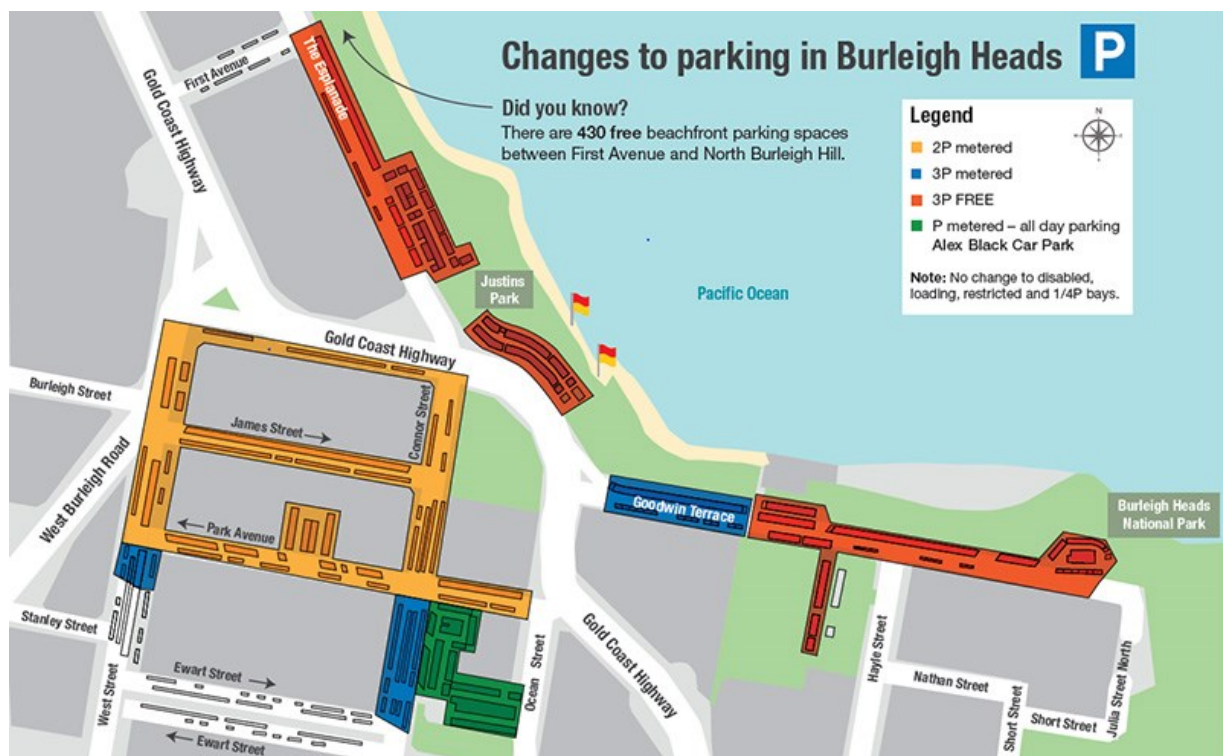 Changes to parking in Burleigh Heads
P
Did you know?
There are 430 free beachfront parking spaces
between First Avenue and North Burleigh Hill.
Legend
N
2P metered
3P metered
3P FREE
P metered – all day parking
Alex Black Car Park
Note: No change to disabled,
loading, restricted and 1/4P bays.
First Avenue
The Esplanade
Gold Coast Highway
Justins
Park
Pacific Ocean
Gold Coast Highway
Burleigh Street
West Burleigh Road
James Street
Connor Street
Park Avenue
Goodwin Terrace
Burleigh Heads
National Park
Stanley Street
West Street
Ewart Street
Ewart Street
Ocean Street
Gold Coast Highway
Hayle Street
Nathan Street
Short Street
Short Street
Julia Street North